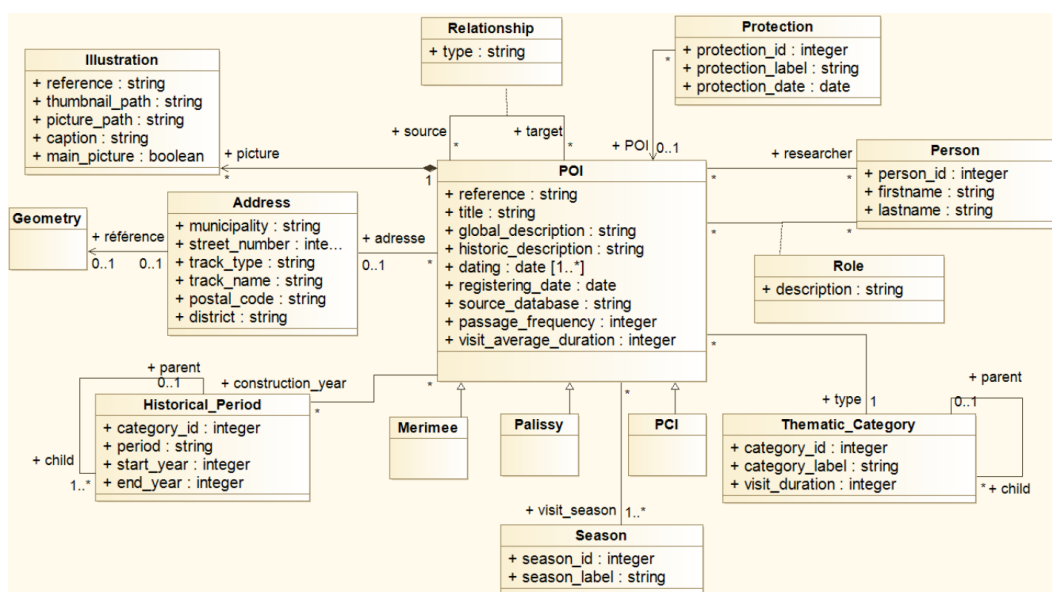 Relationship
+ type : string
Protection
+ protection_id : integer
+ protection_label : string
+ protection_date : date
Illustration
+ reference : string
+ thumbnail_path : string
+ picture_path : string
+ caption : string
+ main_picture : boolean
+ source
*
+ target
*
*
+ POI
0..1
+ picture
*
1
POI
+ reference : string
+ title : string
+ global_description : string
+ historic_description : string
+ dating : date [1..*]
+ registering_date : date
+ source_database : string
+ passage_frequency : integer
+ visit_average_duration : integer
+ researcher
*
*
*
*
Person
+ person_id : integer
+ firstname : string
+ lastname : string
Geometry
+ référence
0..1
0..1
Address
+ municipality : string
+ street_number : inte...
+ track_type : string
+ track_name : string
+ postal_code : string
+ district : string
+ adresse
0..1
*
Role
+ description : string
+ parent
0..1
+ construction_year
*
*
Historical_Period
+ category_id : integer
+ period : string
+ start_year : integer
+ end_year : integer
+ child
1..*
Merimee
Palissy
PCI
*
+ type
1
+ parent
0..1
Thematic_Category
+ category_id : integer
+ category_label : string
+ visit_duration : integer
*
+ child
*
+ visit_season
1..*
Season
+ season_id : integer
+ season_label : string